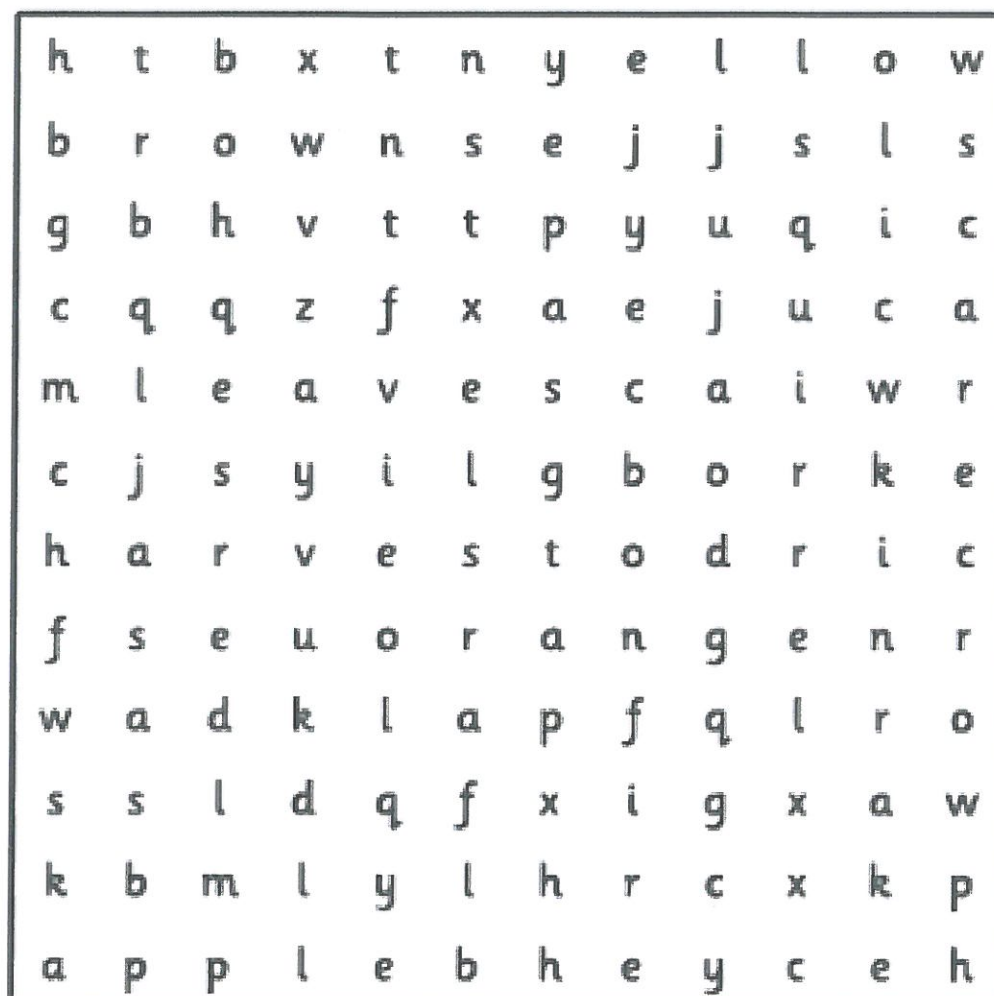 h t b x t n y e l l o w
b r o w n s e j j s l s
g b h v t t p y u q i c
c q q z f x a e j u c a
m l e a v e s c a i w r
c j s y i l g b o r k e
h a r v e s t o d r i c
f s e u o r a n g e n r
w a d k l a p f q l r o
s s l d q f x i g x a w
k b m l y l h r c x k p
a p p l e b h e y c e h